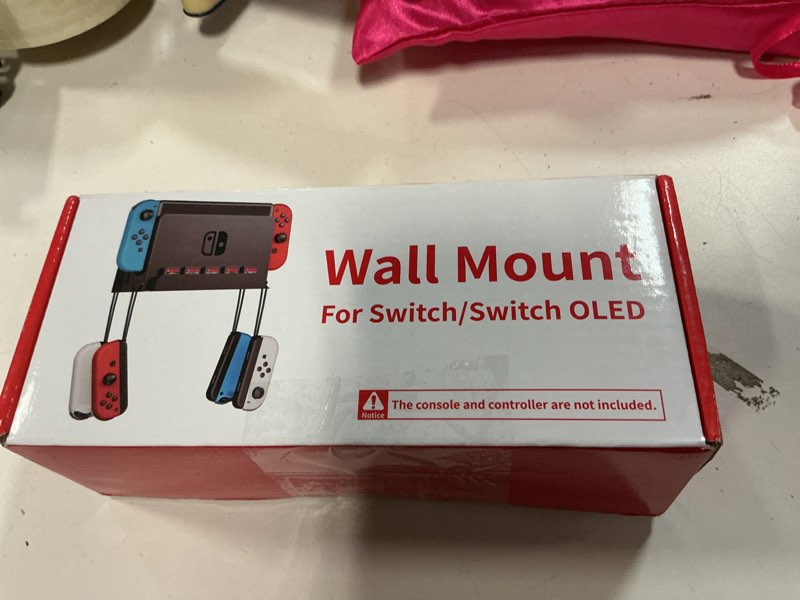 Wall Mount
For Switch/Switch OLED
Notice
The console and controller are not included.